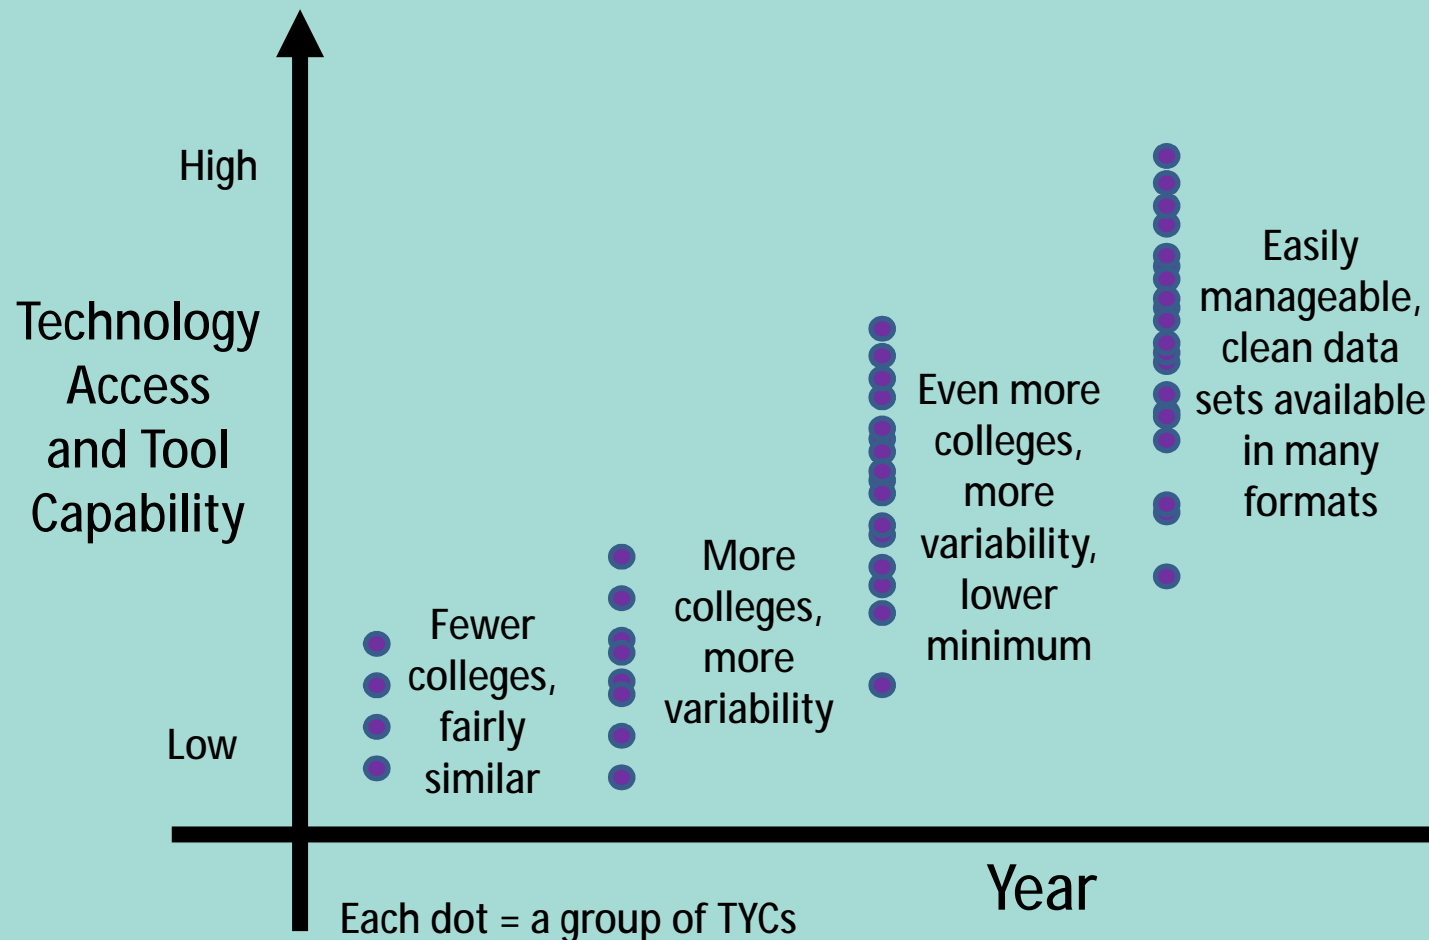 High
Technology
Access
and Tool
Capability
Low
Fewer
colleges,
fairly
similar
More
colleges,
more
variability
Even more
colleges,
more
variability,
lower
minimum
Easily
manageable,
clean data
sets available
in many
formats
Year
Each dot = a group of TYCs